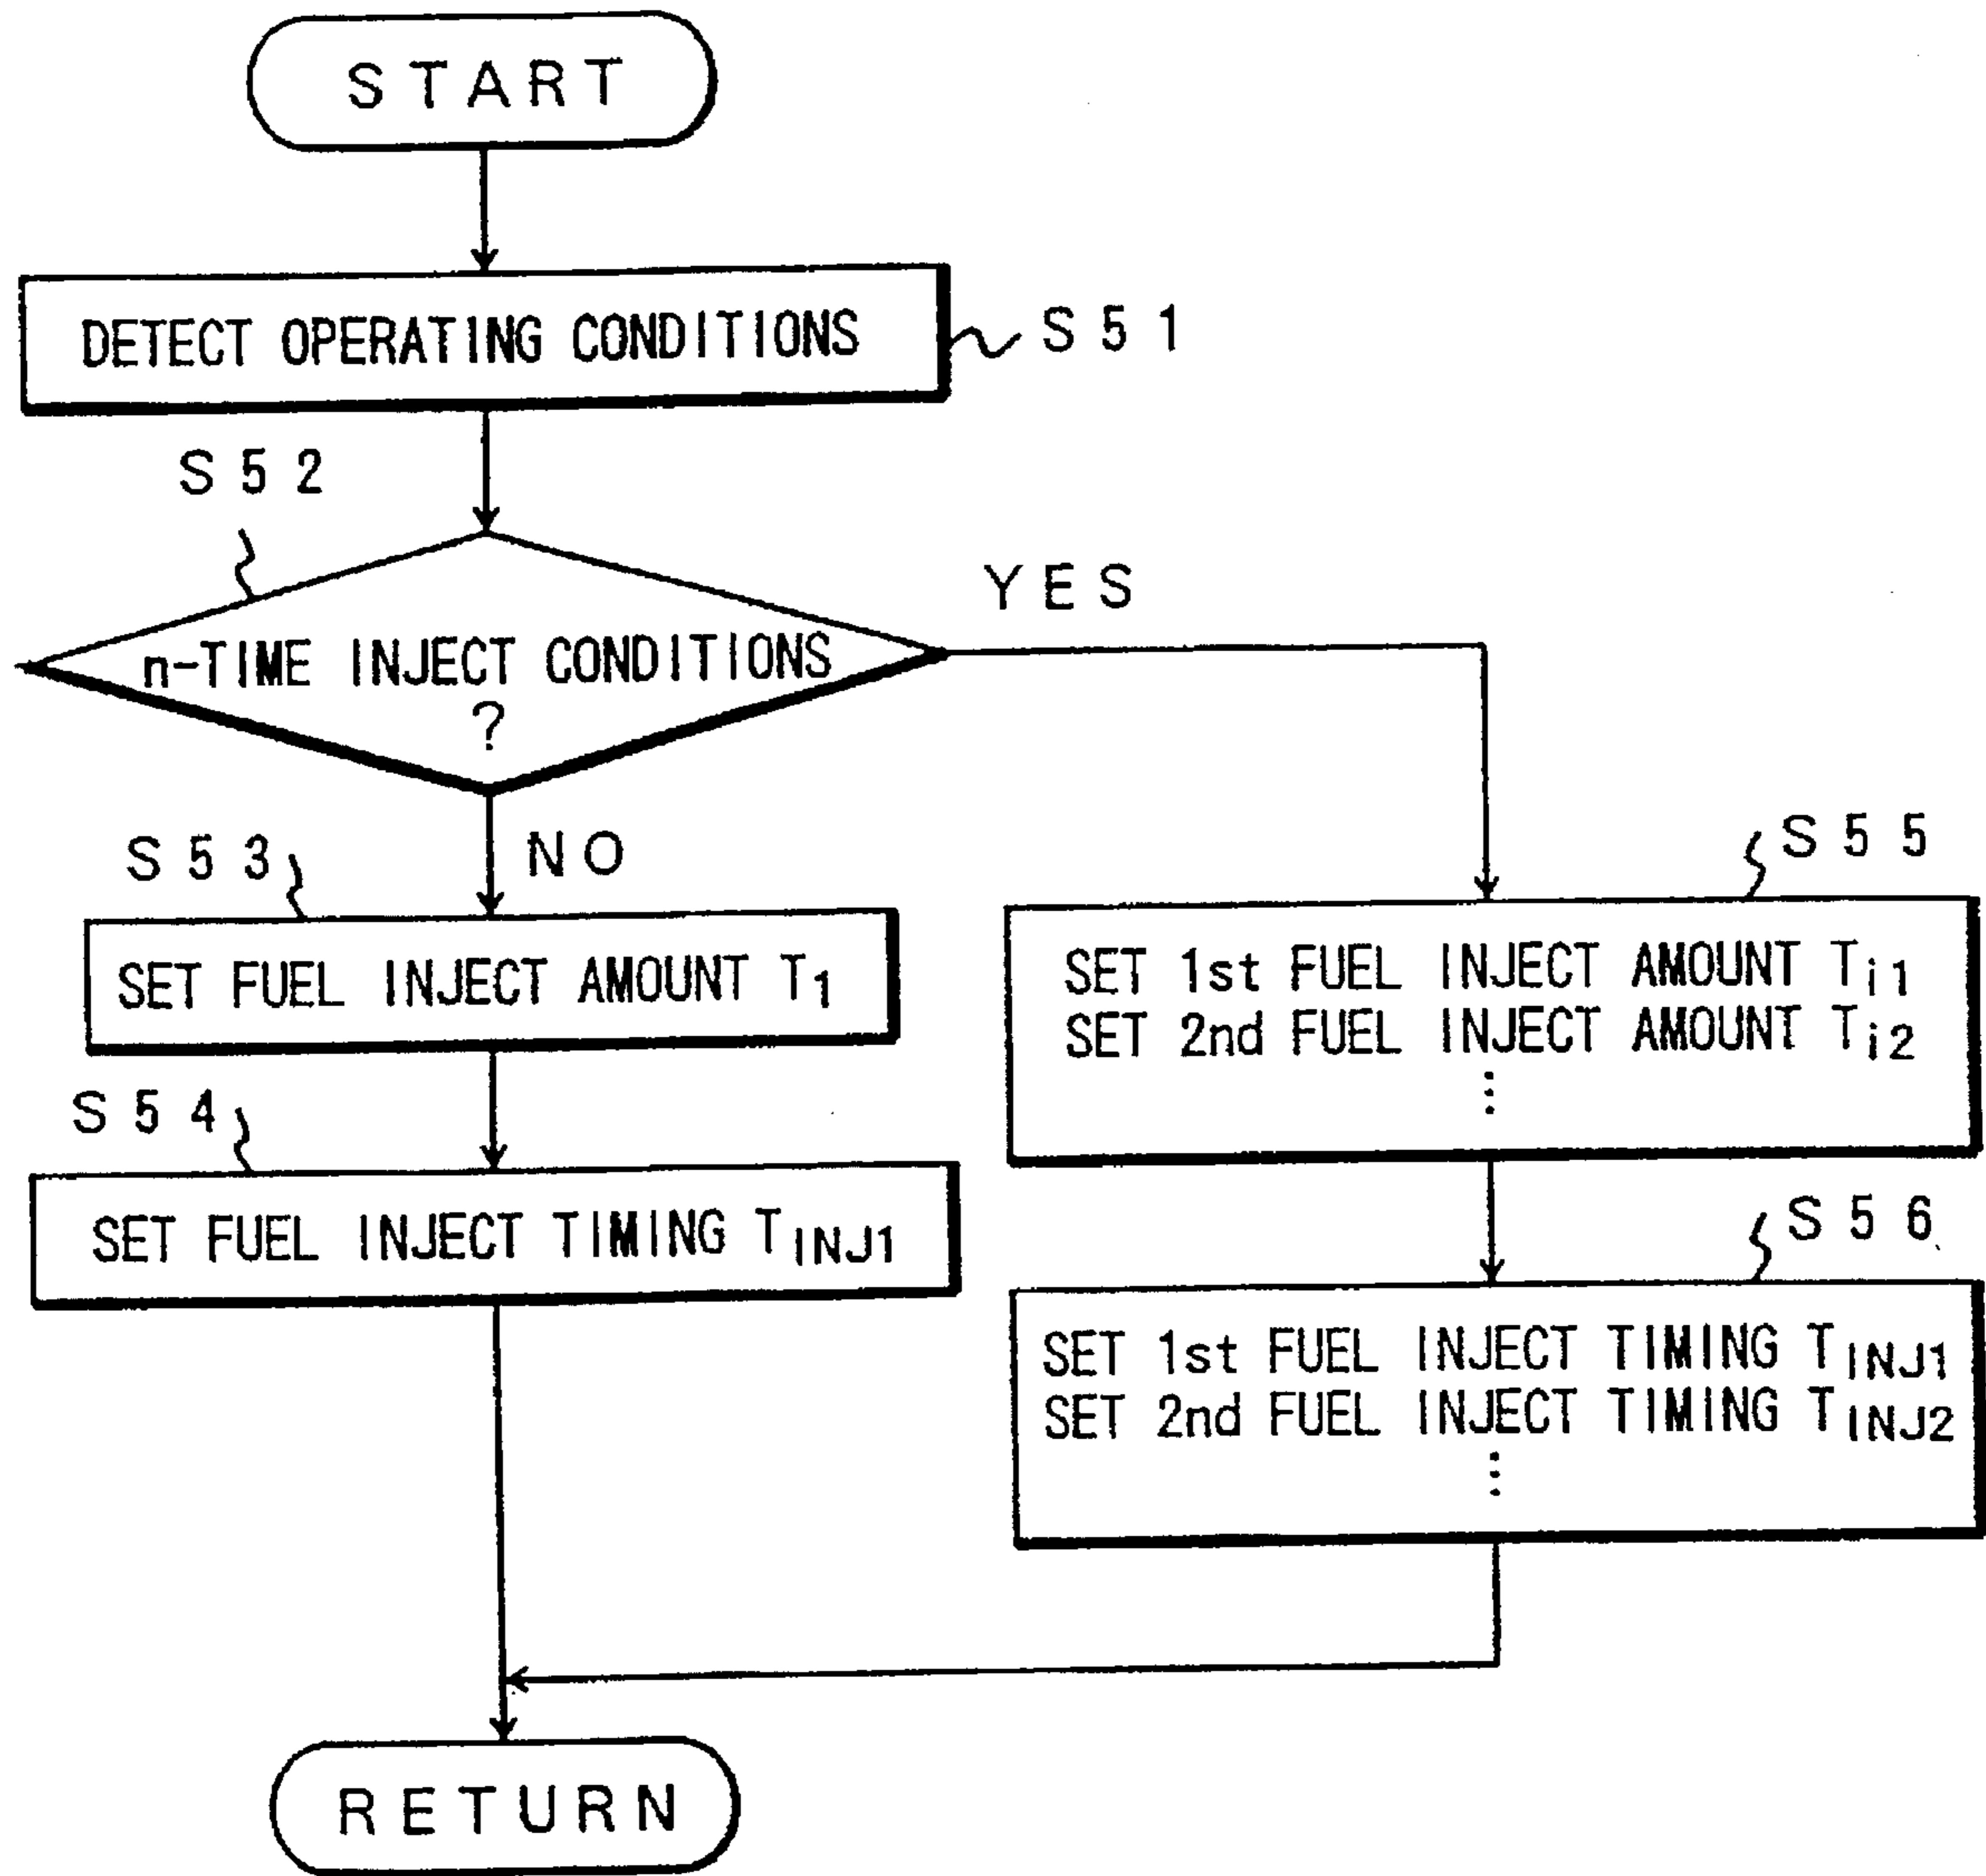 START
DETECT OPERATING CONDITIONS
S51
S52
n-TIME INJECT CONDITIONS
?
YES
NO
S53
SET FUEL INJECT AMOUNT T1
S54
SET FUEL INJECT TIMING TINJ1
S55
SET 1st FUEL INJECT AMOUNT Ti1
SET 2nd FUEL INJECT AMOUNT Ti2
⋮
S56
SET 1st FUEL INJECT TIMING TINJ1
SET 2nd FUEL INJECT TIMING TINJ2
⋮
RETURN